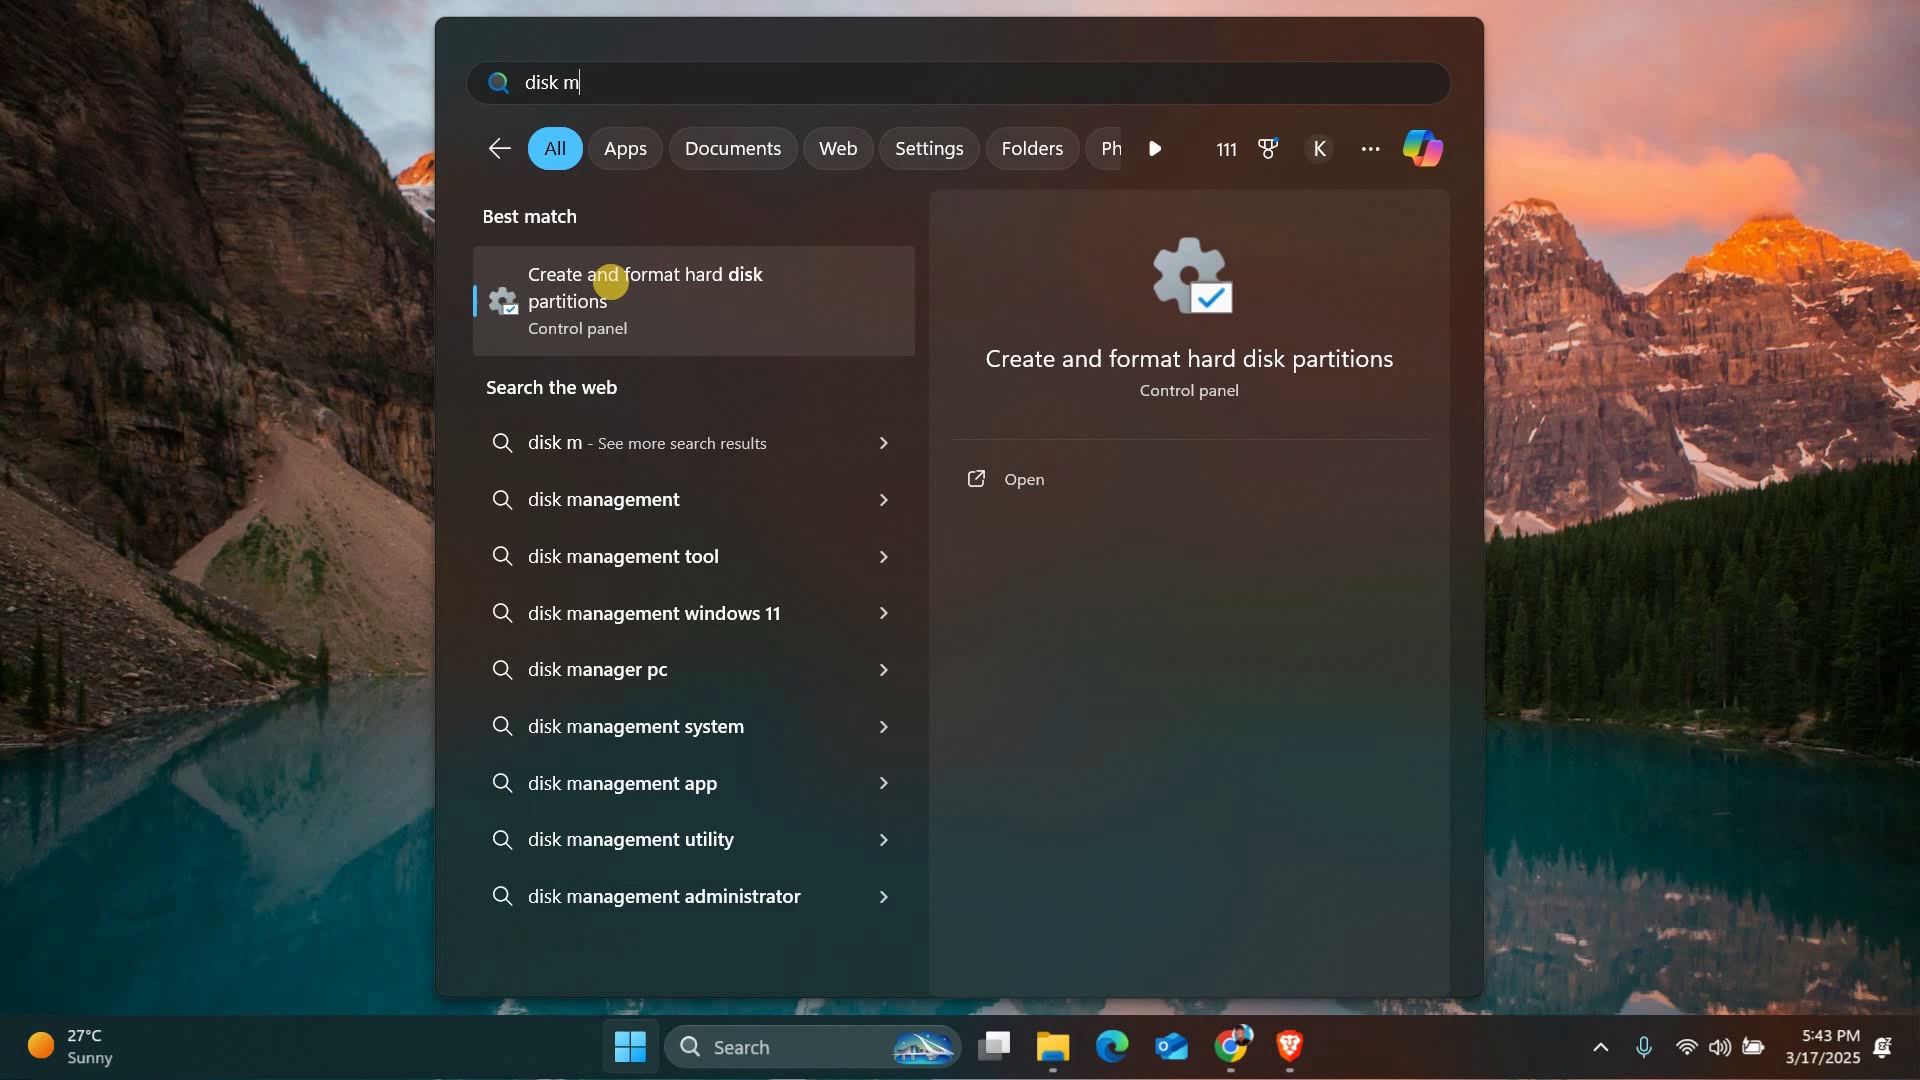 disk m
All Apps Documents Web Settings Folders Ph 111 K
Best match
Create and format hard disk
partitions
Control panel
Search the web
disk m - See more search results
disk management
disk management tool
disk management windows 11
disk manager pc
disk management system
disk management app
disk management utility
disk management administrator
Create and format hard disk partitions
Control panel
Open
27°C
Sunny
Search
5:43 PM
3/17/2025